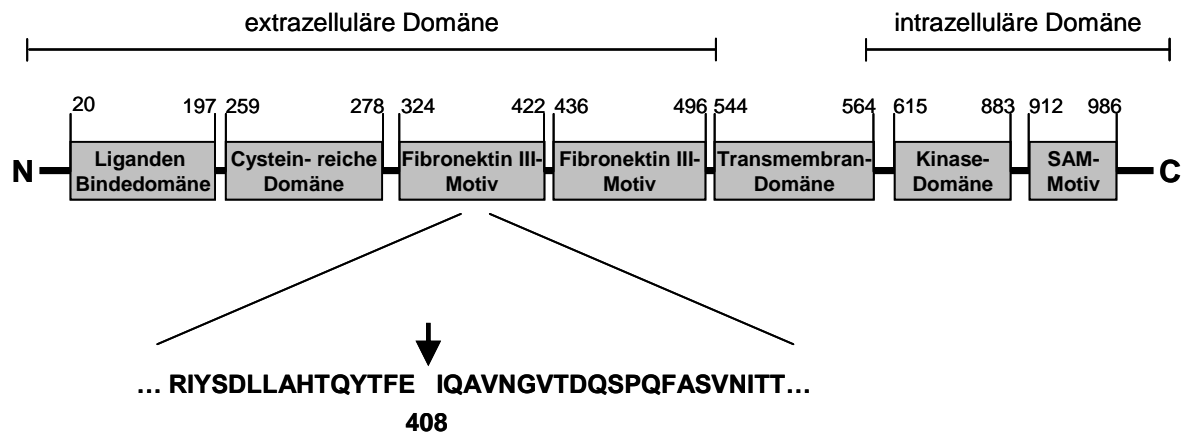 extrazelluläre Domäne intrazelluläre Domäne
20 197 259 278 324 422 436 496 544 564 615 883 912 986
N Liganden Cystein- reiche Fibronektin III- Fibronektin III- Transmembran- Kinase- SAM- C
Bindedomäne Domäne Motiv Motiv Domäne Domäne Motiv
... RIYSDLLAHTQYTFE IQAVNGVTDQSPQFASVNITT...
408